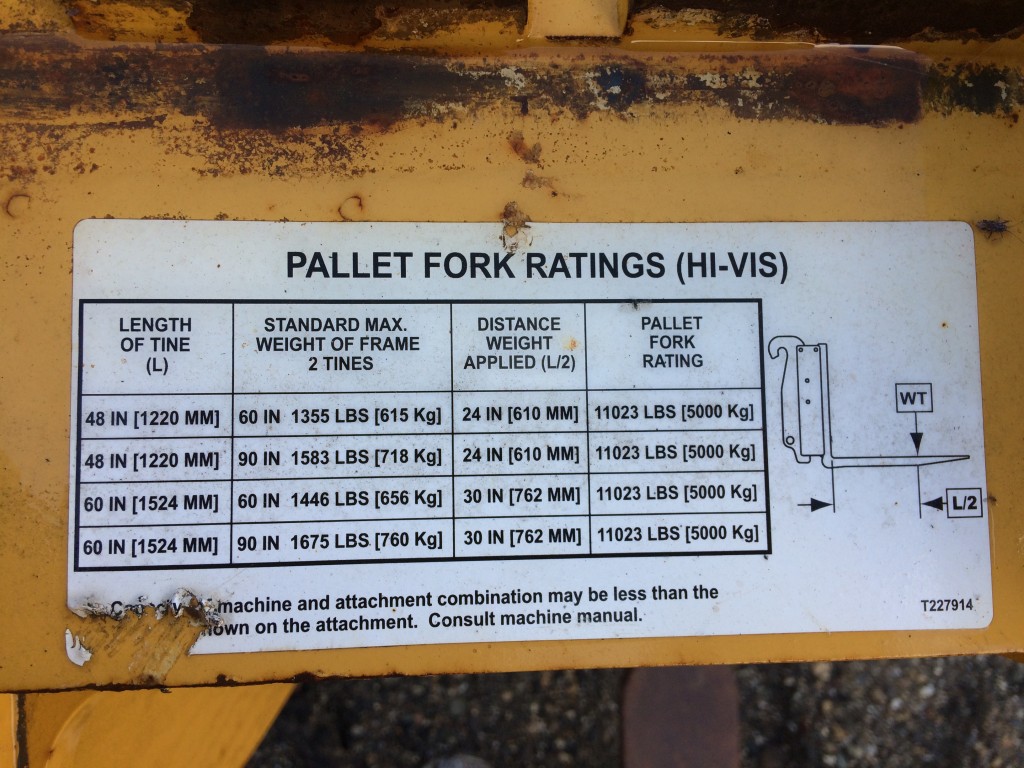 PALLET FORK RATINGS (HI-VIS)
LENGTH OF TINE (L) STANDARD MAX. WEIGHT OF FRAME 2 TINES DISTANCE WEIGHT APPLIED (L/2) PALLET FORK RATING
48 IN [1220 MM] 60 IN 1355 LBS [615 Kg] 24 IN [610 MM] 11023 LBS [5000 Kg]
48 IN [1220 MM] 90 IN 1583 LBS [718 Kg] 24 IN [610 MM] 11023 LBS [5000 Kg]
60 IN [1524 MM] 60 IN 1446 LBS [656 Kg] 30 IN [762 MM] 11023 LBS [5000 Kg]
60 IN [1524 MM] 90 IN 1675 LBS [760 Kg] 30 IN [762 MM] 11023 LBS [5000 Kg]
WT
L/2
machine and attachment combination may be less than the
on the attachment. Consult machine manual.
T227914